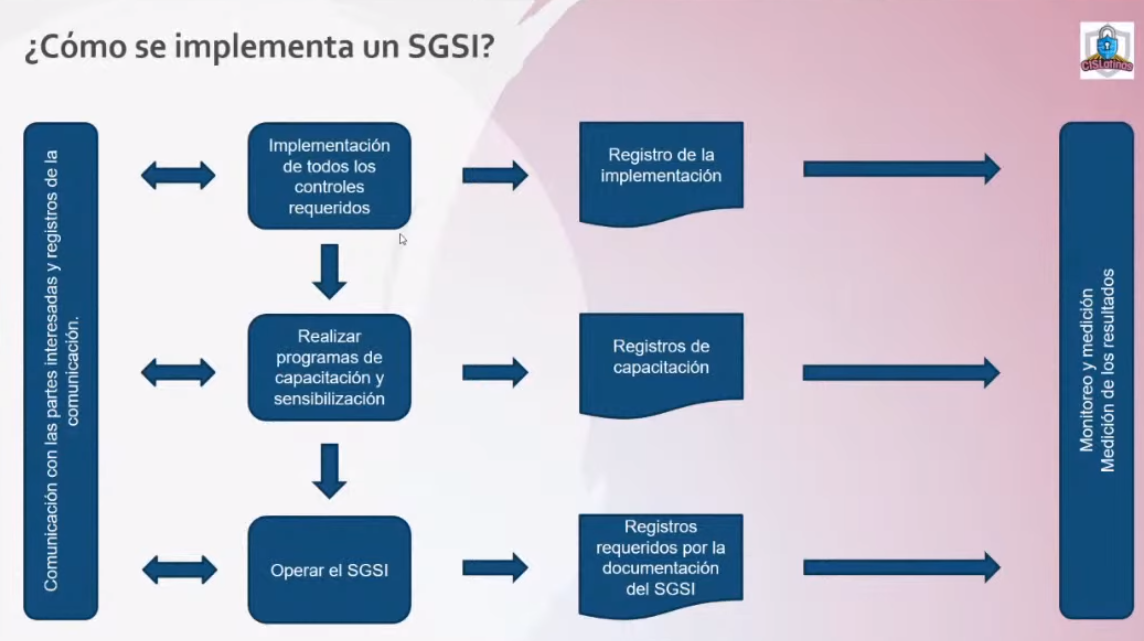 ¿Cómo se implementa un SGSI?
CISLatinos
Comunicación con las partes interesadas y registros de la
comunicación.
Implementación
de todos los
controles
requeridos
Registro de la
implementación
Realizar
programas de
capacitación y
sensibilización
Registros de
capacitación
Operar el SGSI
Registros
requeridos por la
documentación
del SGSI
Monitoreo y medición
Medición de los resultados